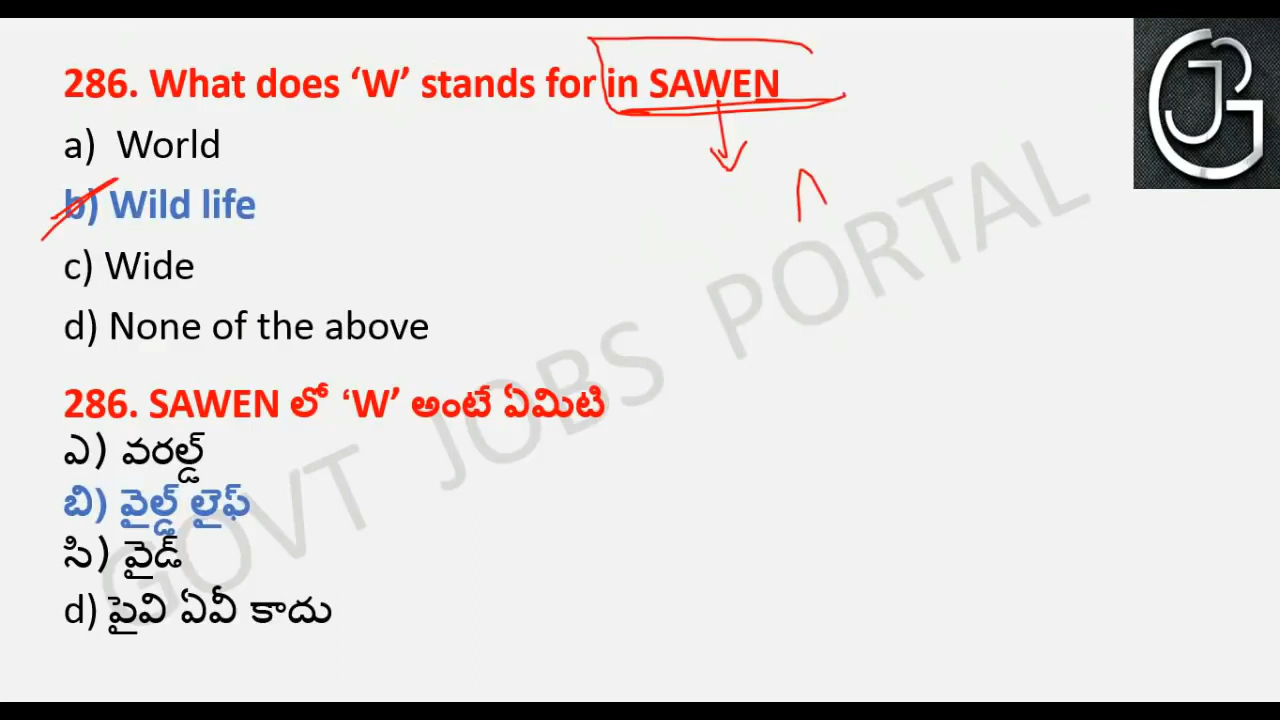 286. What does ‘W’ stands for in SAWEN
a) World
b) Wild life
c) Wide
d) None of the above
286. SAWEN లో ‘W’ అంటే ఏమిటి
ఎ) వరల్డ్
బి) వైల్డ్ లైఫ్
సి) వైడ్
d) పైవి ఏవీ కాదు
GOVT JOBS PORTAL
GJ